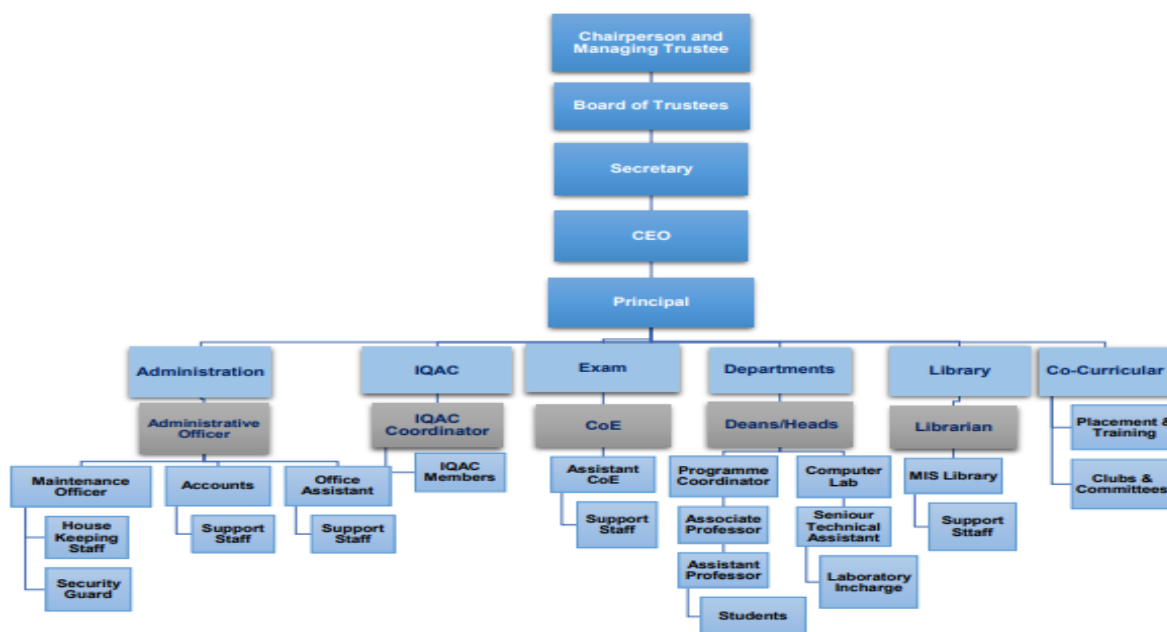 Chairperson and
Managing Trustee
Board of Trustees
Secretary
CEO
Principal
Administration
IQAC
Exam
Departments
Library
Co-Curricular
Administrative
Officer
IQAC
Coordinator
CoE
Deans/Heads
Librarian
Placement &
Training
Maintenance
Officer
Accounts
Office
Assistant
IQAC
Members
Assistant
CoE
Programme
Coordinator
Computer
Lab
MIS Library
Clubs &
Committees
House
Keeping
Staff
Support
Staff
Support
Staff
Support
Staff
Associate
Professor
Seniour
Technical
Assistant
Support
Sttaff
Security
Guard
Assistant
Professor
Laboratory
Incharge
Students